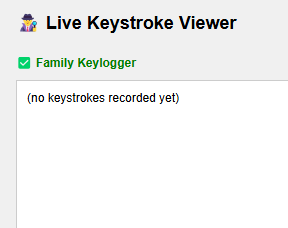 Live Keystroke Viewer
Family Keylogger
(no keystrokes recorded yet)